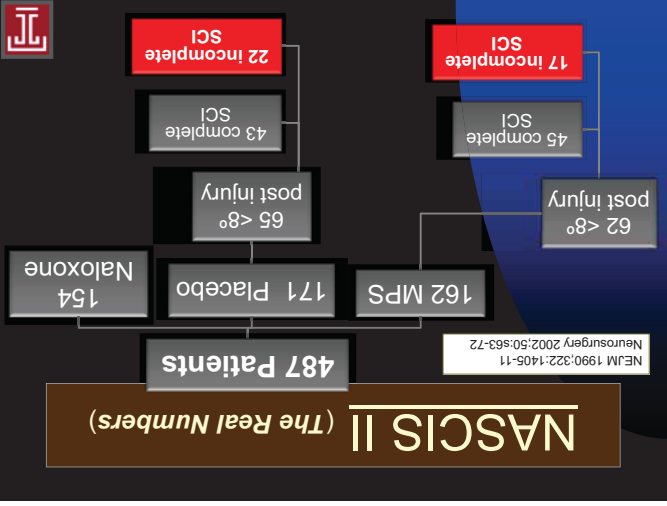 NASCIS II (The Real Numbers)
NEJM 1990;322:1405-11
Neurosurgery 2002;50:s63-72
487 Patients
162 MPS
171 Placebo
154
Naloxone
62 <8º
post injury
65 <8º
post injury
45 complete
SCI
43 complete
SCI
17 incomplete
SCI
22 incomplete
SCI